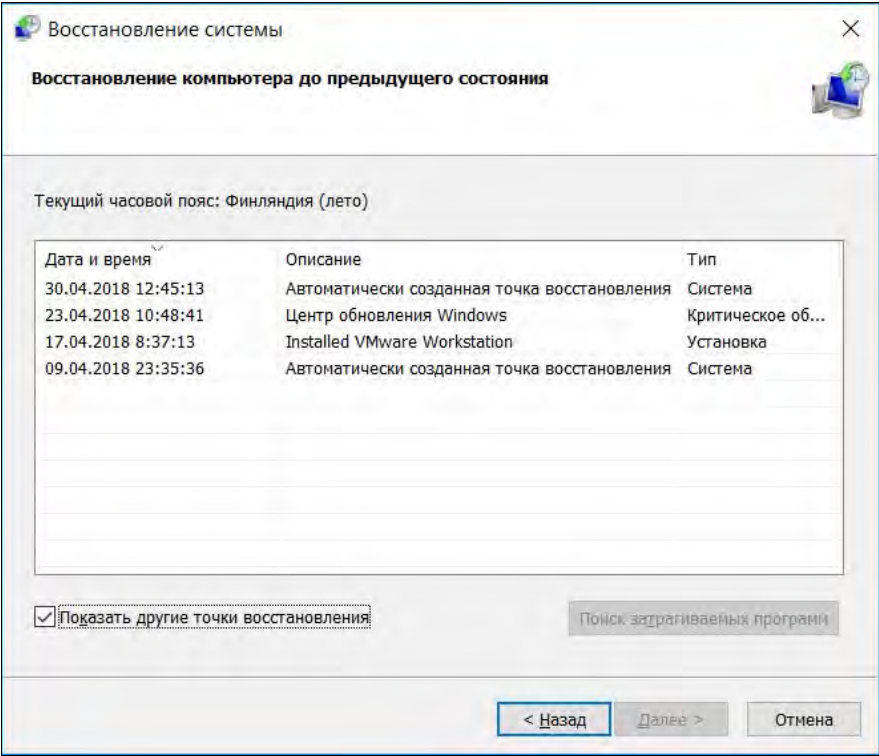 Восстановление системы
Восстановление компьютера до предыдущего состояния
Текущий часовой пояс: Финляндия (лето)
Дата и время Описание Тип
30.04.2018 12:45:13 Автоматически созданная точка восстановления Система
23.04.2018 10:48:41 Центр обновления Windows Критическое об...
17.04.2018 8:37:13 Installed VMware Workstation Установка
09.04.2018 23:35:36 Автоматически созданная точка восстановления Система
Показать другие точки восстановления Поиск затрагиваемых программ
< Назад Далее > Отмена